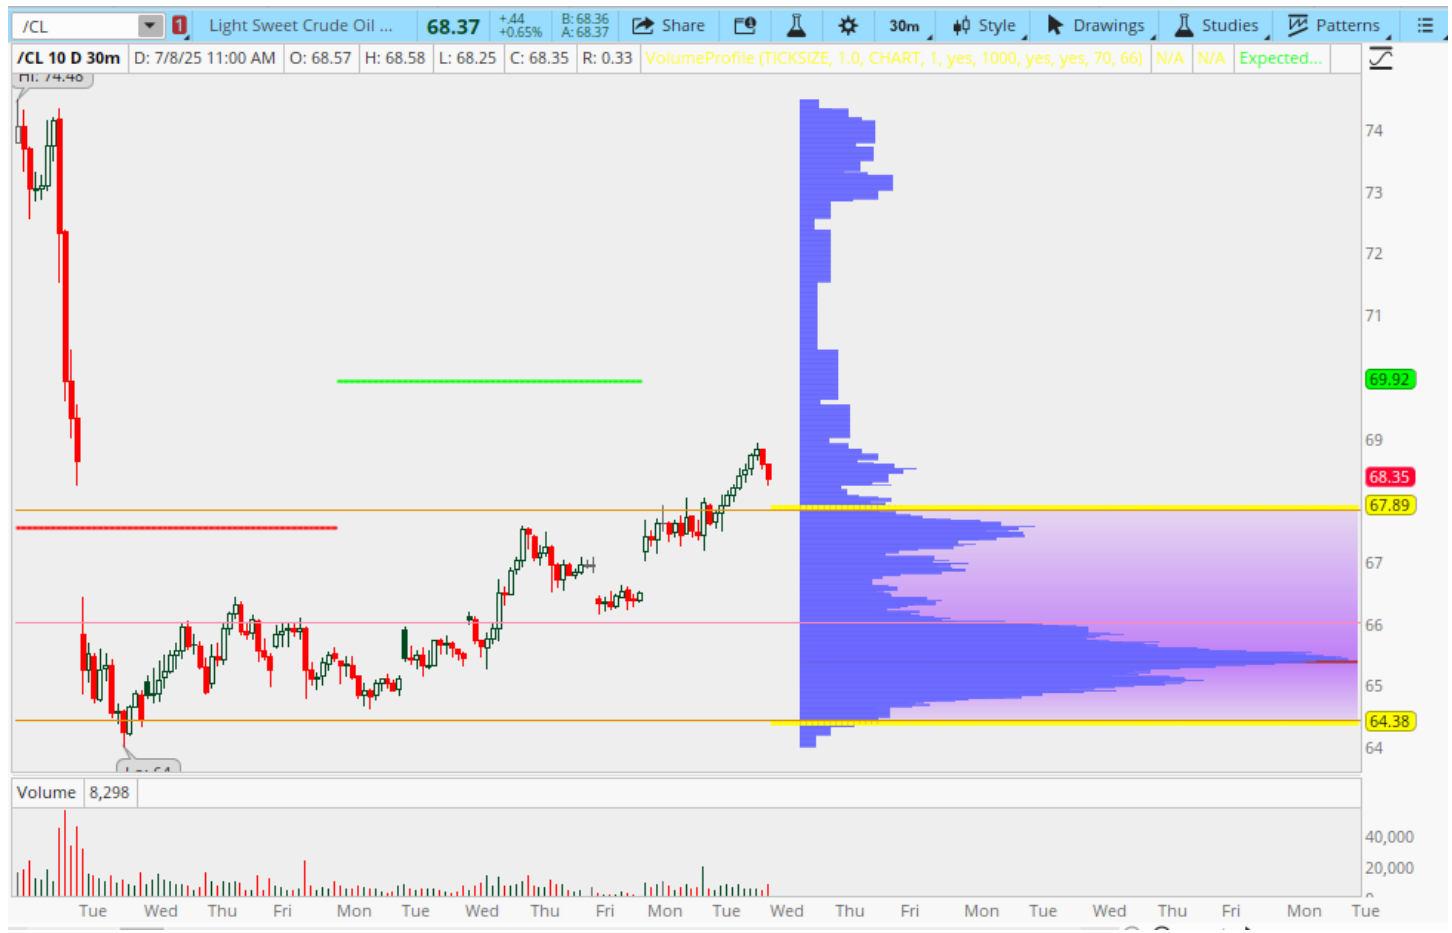 /CL 1 Light Sweet Crude Oil ... 68.37 +.44 +0.65% B: 68.36 A: 68.37 Share 30m Style Drawings Studies Patterns
/CL 10 D 30m D: 7/8/25 11:00 AM O: 68.57 H: 68.58 L: 68.25 C: 68.35 R: 0.33 VolumeProfile (TICKSIZE, 1.0, CHART, 1, yes, 1000, yes, yes, 70, 66) N/A N/A Expected...
Hi: 74.48
74
73
72
71
69.92
69
68.35
67.89
67
66
65
64.38
64
Lo: 64
Volume 8,298
40,000
20,000
Tue Wed Thu Fri Mon Tue Wed Thu Fri Mon Tue Wed Thu Fri Mon Tue Wed Thu Fri Mon Tue